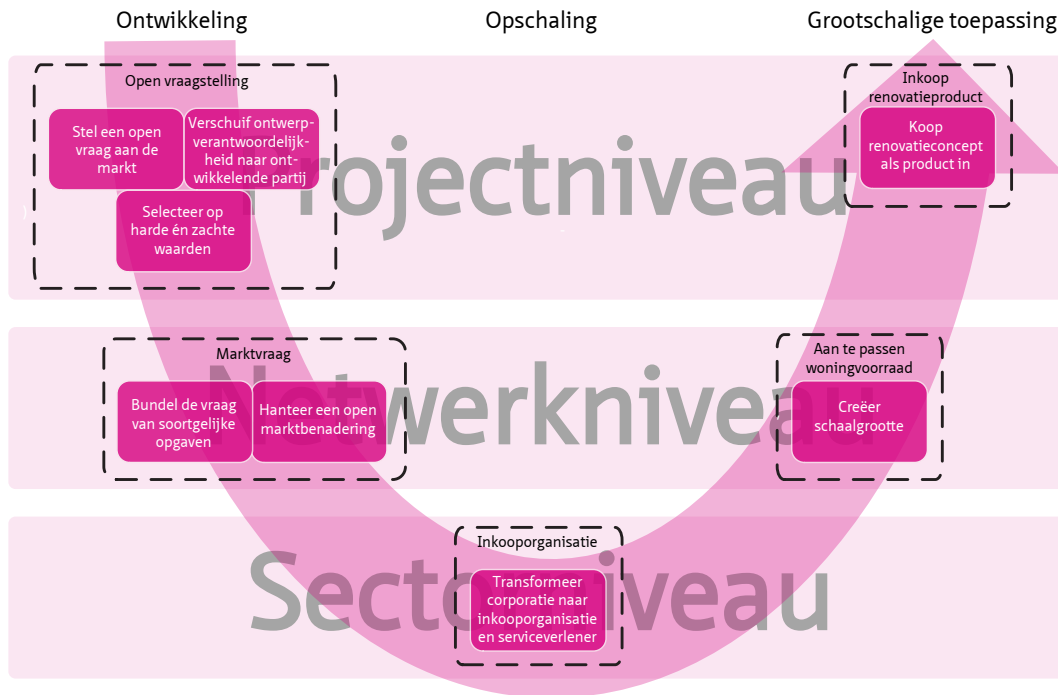 Ontwikkeling
Opschaling
Grootschalige toepassing
Projectniveau
Open vraagstelling
Stel een open
vraag aan de
markt
Verschuif ontwerp-
verantwoordelijk-
heid naar ont-
wikkelende partij
Selecteer op
harde én zachte
waarden
Inkoop
renovatieproduct
Koop
renovatieconcept
als product in
)
Netwerkniveau
Marktvraag
Bundel de vraag
van soortgelijke
opgaven
Hanteer een open
marktbenadering
Aan te passen
woningvoorraad
Creëer
schaalgrootte
Sectorniveau
Inkooporganisatie
Transformeer
corporatie naar
inkooporganisatie
en serviceverlener